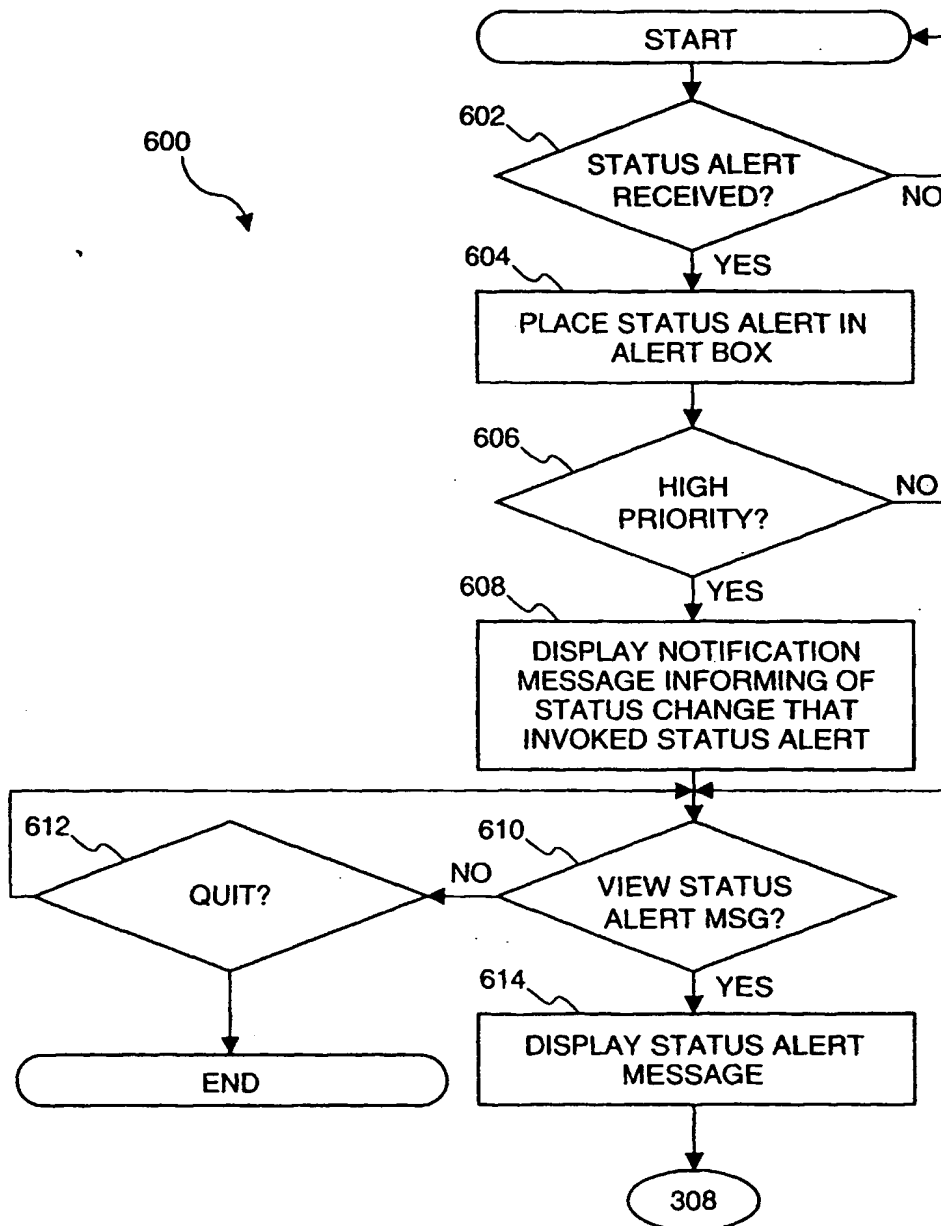 START
602
600
STATUS ALERT
RECEIVED?
NO
YES
604
PLACE STATUS ALERT IN
ALERT BOX
606
HIGH
PRIORITY?
NO
YES
608
DISPLAY NOTIFICATION
MESSAGE INFORMING OF
STATUS CHANGE THAT
INVOKED STATUS ALERT
612
610
QUIT?
NO
VIEW STATUS
ALERT MSG?
YES
614
DISPLAY STATUS ALERT
MESSAGE
END
308